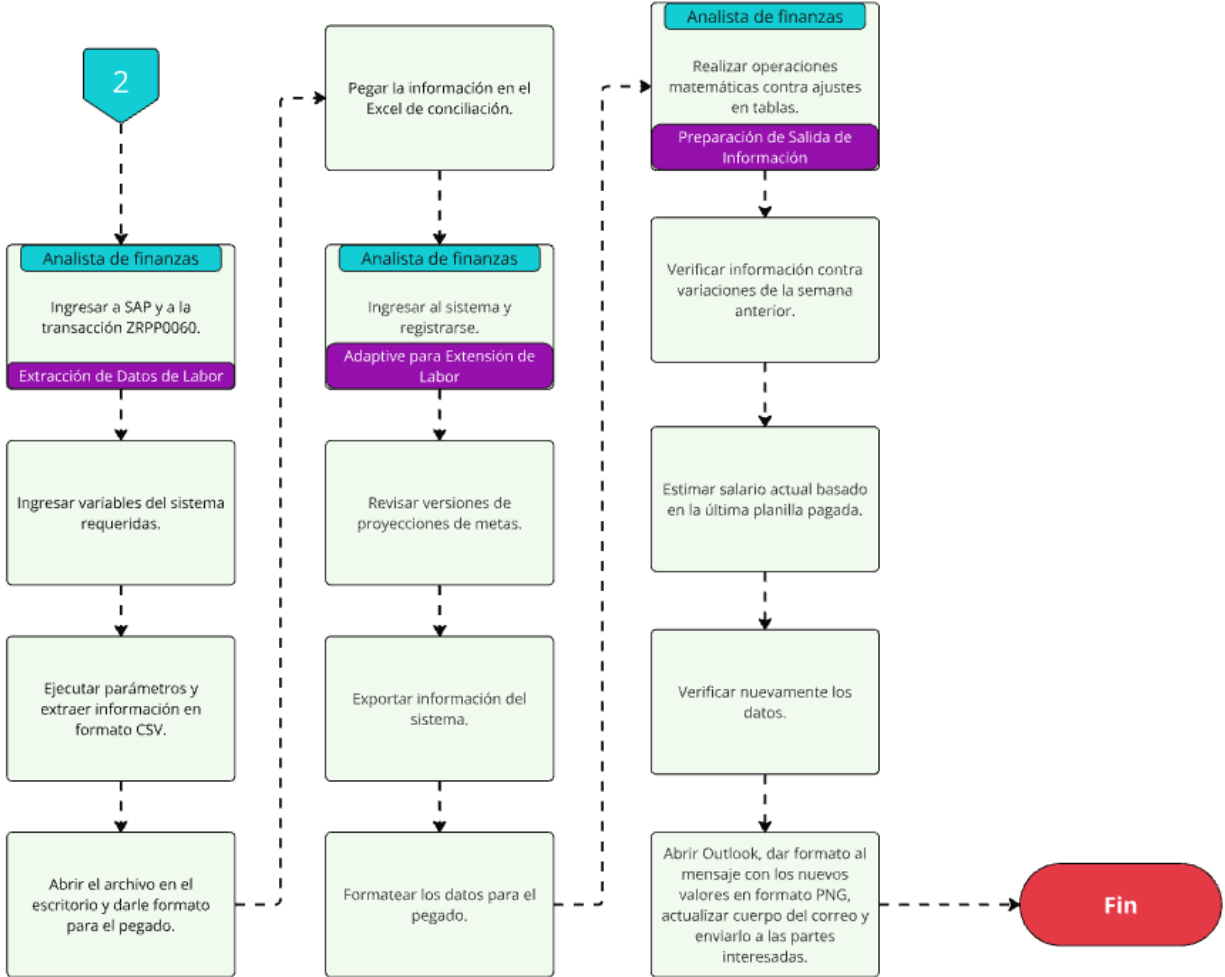 2
Analista de finanzas
Ingresar a SAP y a la
transacción ZRPP0060.
Extracción de Datos de Labor
Ingresar variables del sistema
requeridas.
Ejecutar parámetros y
extraer información en
formato CSV.
Abrir el archivo en el
escritorio y darle formato
para el pegado.
Pegar la información en el
Excel de conciliación.
Analista de finanzas
Ingresar al sistema y
registrarse.
Adaptive para Extensión de
Labor
Revisar versiones de
proyecciones de metas.
Exportar información del
sistema.
Formatear los datos para el
pegado.
Analista de finanzas
Realizar operaciones
matemáticas contra ajustes
en tablas.
Preparación de Salida de
Información
Verificar información contra
variaciones de la semana
anterior.
Estimar salario actual basado
en la última planilla pagada.
Verificar nuevamente los
datos.
Abrir Outlook, dar formato al
mensaje con los nuevos
valores en formato PNG,
actualizar cuerpo del correo y
enviarlo a las partes
interesadas.
Fin